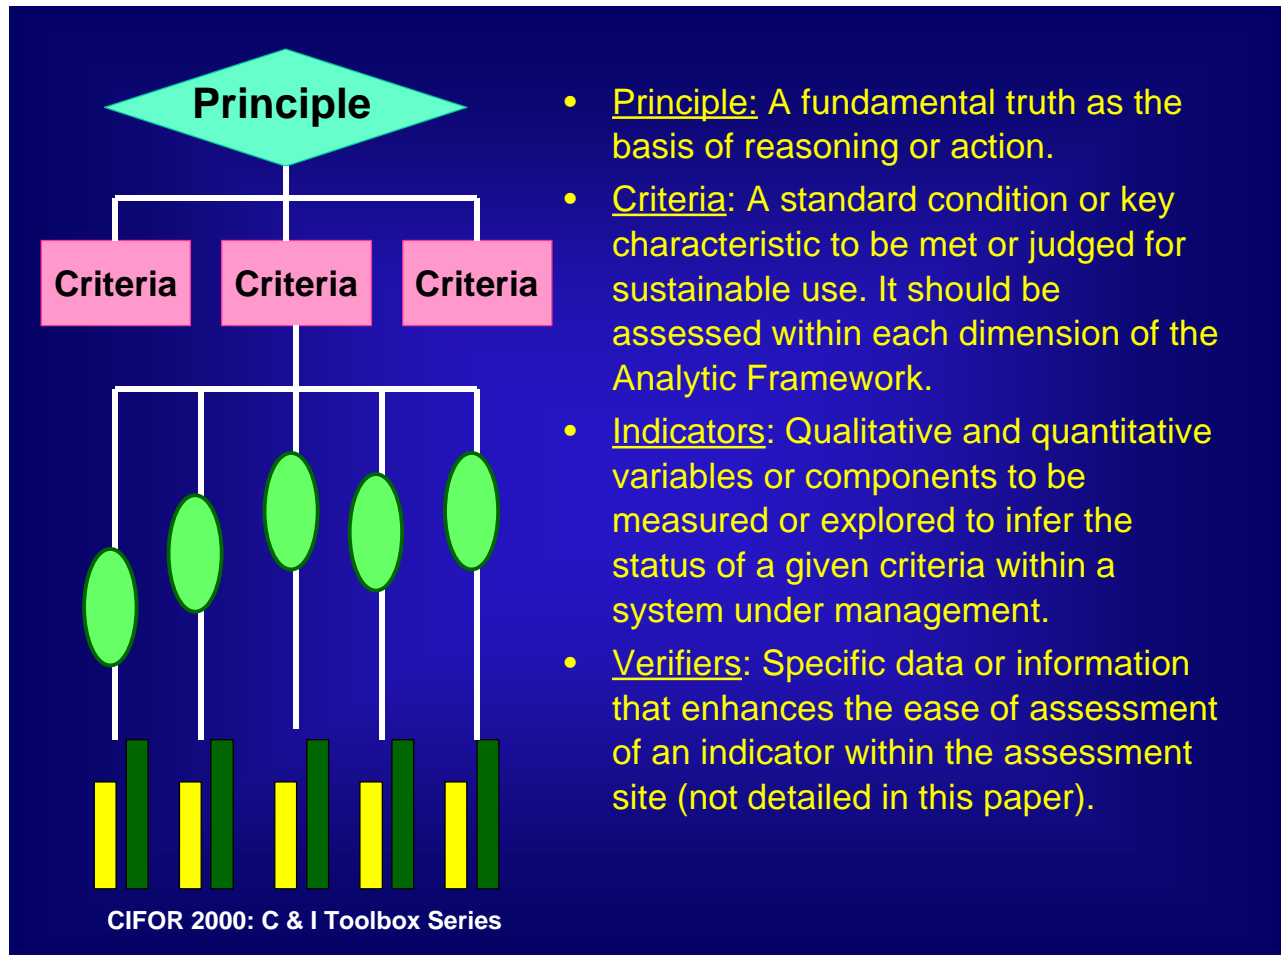 Principle
Criteria
Criteria
Criteria
CIFOR 2000: C & I Toolbox Series
• Principle: A fundamental truth as the
basis of reasoning or action.
• Criteria: A standard condition or key
characteristic to be met or judged for
sustainable use. It should be
assessed within each dimension of the
Analytic Framework.
• Indicators: Qualitative and quantitative
variables or components to be
measured or explored to infer the
status of a given criteria within a
system under management.
• Verifiers: Specific data or information
that enhances the ease of assessment
of an indicator within the assessment
site (not detailed in this paper).